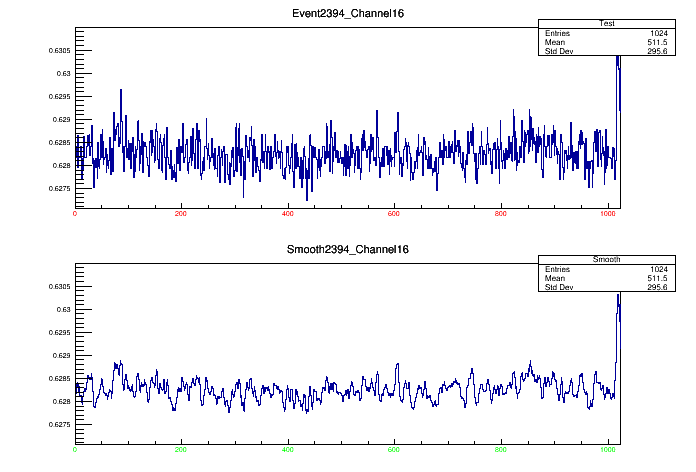 Event2394_Channel16
Test
Entries 1024
Mean 511.5
Std Dev 295.6
0.6305
0.63
0.6295
0.629
0.6285
0.628
0.6275
0 200 400 600 800 1000
Smooth2394_Channel16
Smooth
Entries 1024
Mean 511.5
Std Dev 295.6
0.6305
0.63
0.6295
0.629
0.6285
0.628
0.6275
0 200 400 600 800 1000